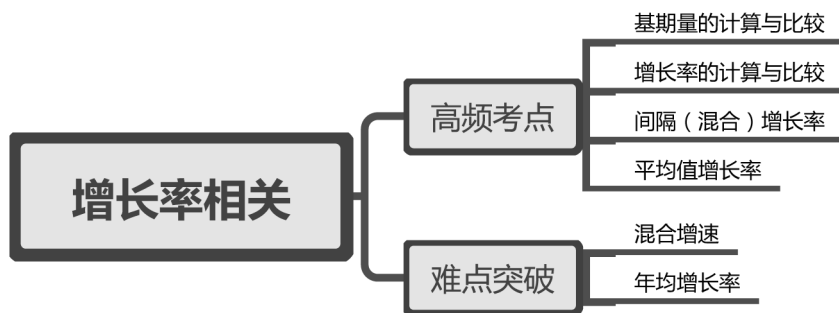 增长率相关
高频考点
基期量的计算与比较
增长率的计算与比较
间隔（混合）增长率
平均值增长率
难点突破
混合增速
年均增长率